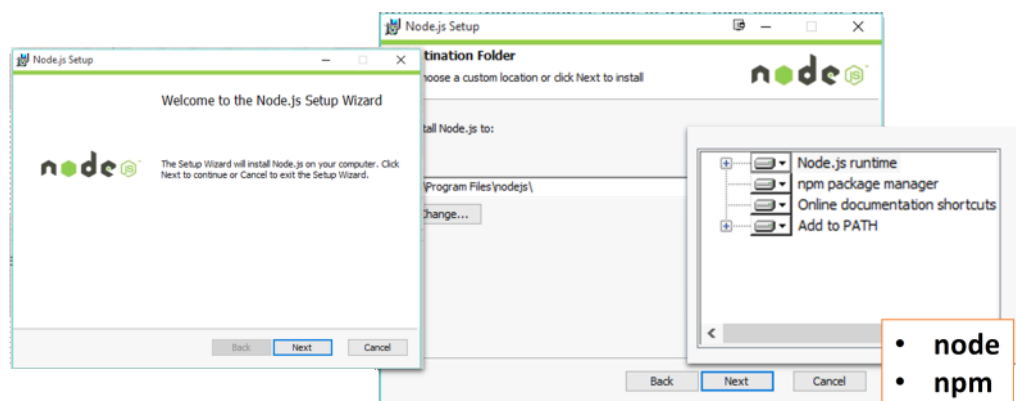 Node.js Setup
Welcome to the Node.js Setup Wizard
node JS
The Setup Wizard will install Node.js on your computer. Click
Next to continue or Cancel to exit the Setup Wizard.
Back Next Cancel
Node.js Setup
tination Folder
hoose a custom location or click Next to install
node JS
tall Node.js to:
\Program Files\nodejs\
Change...
Back Next Cancel
Node.js runtime
npm package manager
Online documentation shortcuts
Add to PATH
• node
• npm